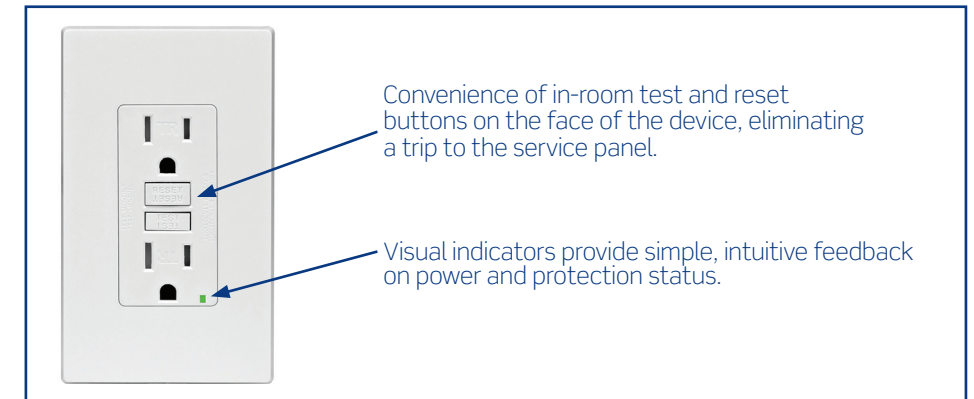 Convenience of in-room test and reset
buttons on the face of the device, eliminating
a trip to the service panel.
Visual indicators provide simple, intuitive feedback
on power and protection status.
TR
RESET
TEST